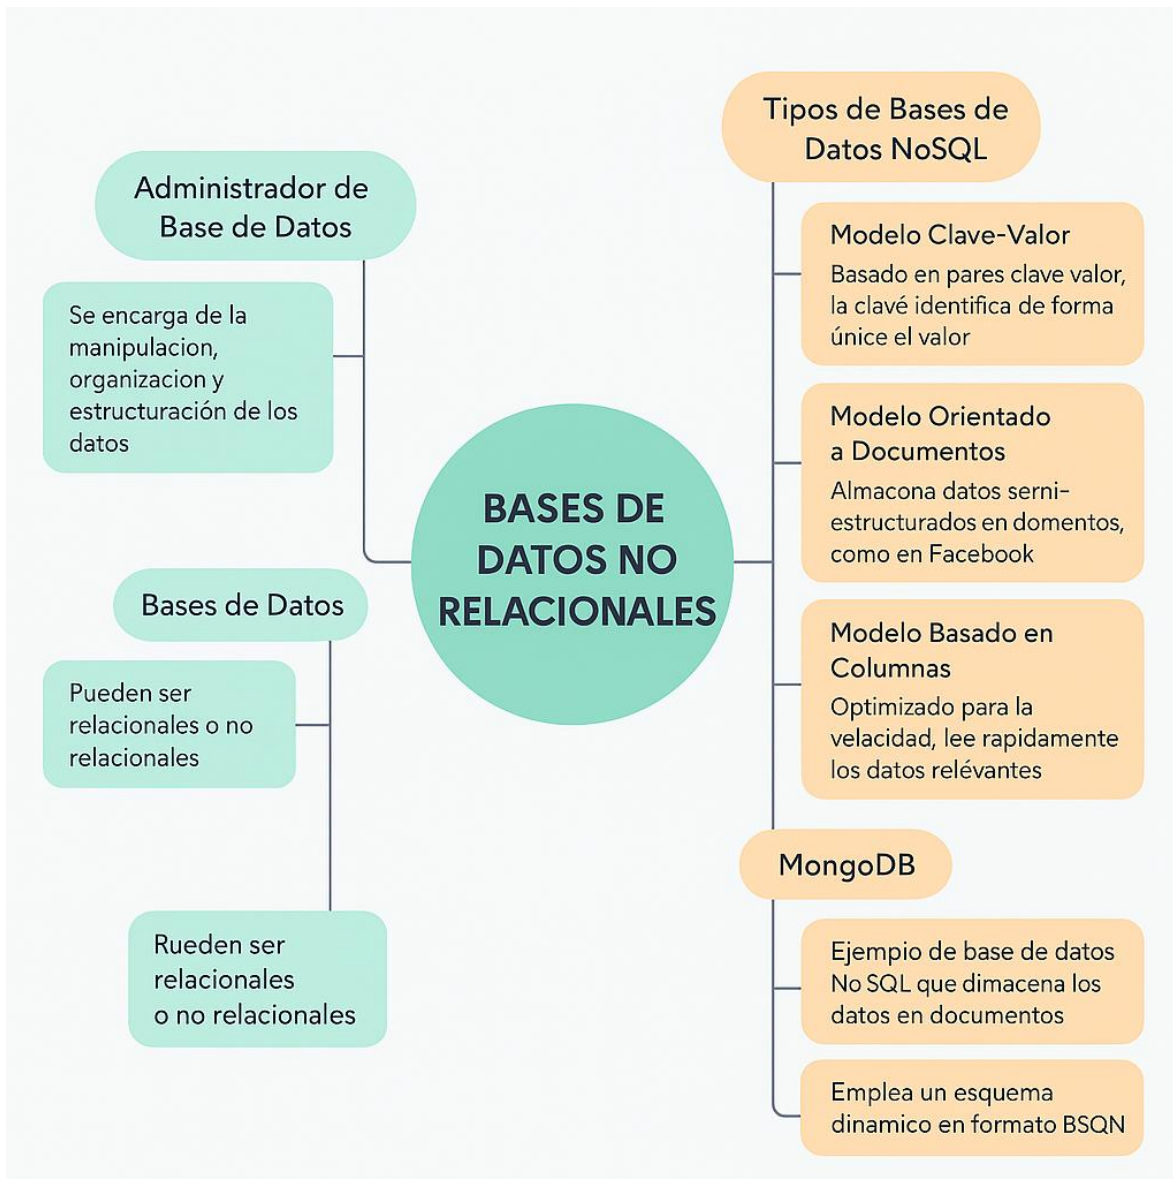 Administrador de
Base de Datos
Se encarga de la
manipulacion,
organizacion y
estructuración de los
datos
Bases de Datos
Pueden ser
relacionales o no
relacionales
Rueden ser
relacionales
o no relacionales
BASES DE
DATOS NO
RELACIONALES
Tipos de Bases de
Datos NoSQL
Modelo Clave-Valor
Basado en pares clave valor,
la clavé identifica de forma
únice el valor
Modelo Orientado
a Documentos
Almacona datos serni-
estructurados en domentos,
como en Facebook
Modelo Basado en
Columnas
Optimizado para la
velacidad, lee rapidamente
los datos relévantes
MongoDB
Ejempio de base de datos
No SQL que dimacena los
datos en documentos
Emplea un esquema
dinamico en formato BSQN